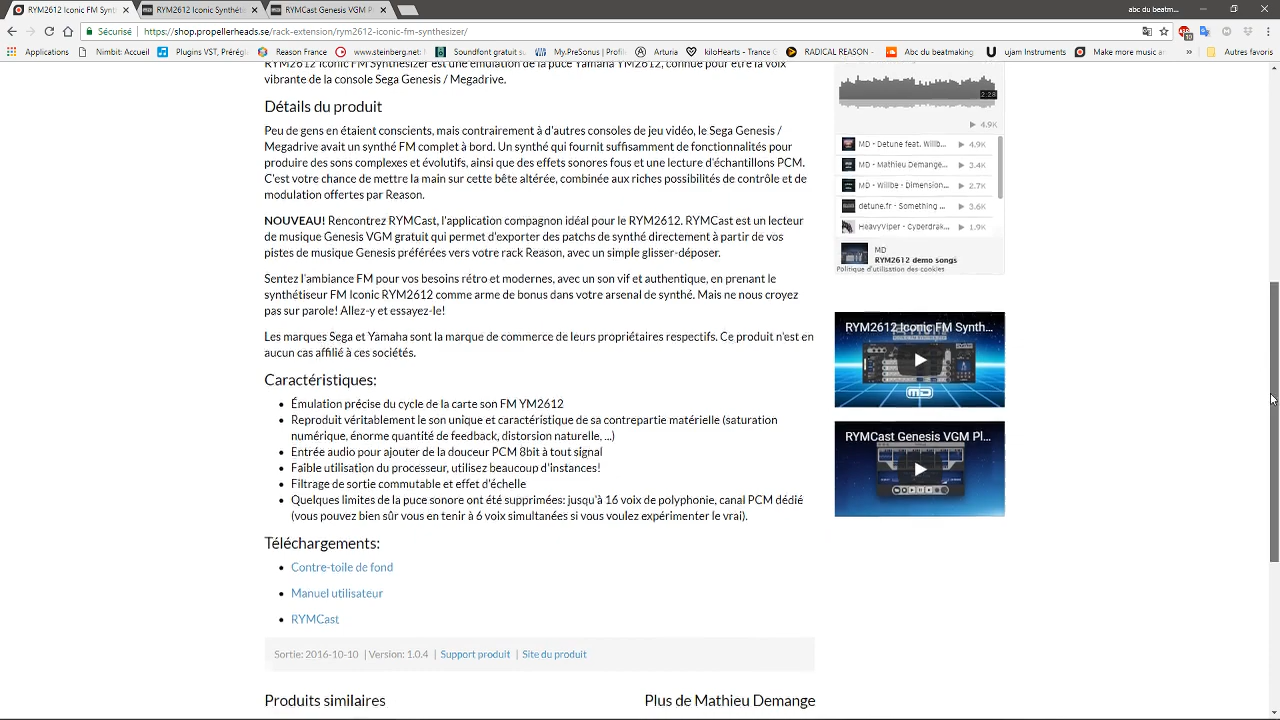 RYM2612 Iconic FM Synt
RYM2612 Iconic Synthéti
RYMCast Genesis VGM P
abc du beatm...
Sécurisé
https://shop.propellerheads.se/rack-extension/rym2612-iconic-fm-synthesizer/
Applications
Nimbit: Accueil
Plugins VST, Prérégl
Reason France
www.steinberg.net
Soundfont gratuit su
My.PreSonus | Profil
Arturia
BioHearts - Trance G
RADICAL REASON -
Abc du beatmaking
ujam Instruments
Make more music ar
»
Autres favoris
RYM2612 Iconic FM Synthesizer est une émulation de la puce Yamaha YM2612, connue pour être la voix
vibrante de la console Sega Genesis / Megadrive.
Détails du produit
Peu de gens en étaient conscients, mais contrairement à d'autres consoles de jeu vidéo, le Sega Genesis /
Megadrive avait un synthé FM complet à bord. Un synthé qui fournit suffisamment de fonctionnalités pour
produire des sons complexes et évolutifs, ainsi que des effets sonores fous et une lecture d'échantillons PCM.
C'est votre chance de mettre la main sur cette bête altérée, combinée aux riches possibilités de contrôle et de
modulation offertes par Reason.
NOUVEAU! Rencontrez RYMCast, l'application compagnon idéal pour le RYM2612. RYMCast est un lecteur
de musique Genesis VGM gratuit qui permet d'exporter des patchs de synthé directement à partir de vos
pistes de musique Genesis préférées vers votre rack Reason, avec un simple glisser-déposer.
Sentez l'ambiance FM pour vos besoins rétro et modernes, avec un son vif et authentique, en prenant le
synthétiseur FM Iconic RYM2612 comme arme de bonus dans votre arsenal de synthé. Mais ne nous croyez
pas sur parole! Allez-y et essayez-le!
Les marques Sega et Yamaha sont la marque de commerce de leurs propriétaires respectifs. Ce produit n'est en
aucun cas affilié à ces sociétés.
Caractéristiques:
• Émulation précise du cycle de la carte son FM YM2612
• Reproduit véritablement le son unique et caractéristique de sa contrepartie matérielle (saturation
numérique, énorme quantité de feedback, distorsion naturelle, ...)
• Entrée audio pour ajouter de la douceur PCM 8bit à tout signal
• Faible utilisation du processeur, utilisez beaucoup d'instances!
• Filtrage de sortie commutable et effet d'échelle
• Quelques limites de la puce sonore ont été supprimées: jusqu'à 16 voix de polyphonie, canal PCM dédié
(vous pouvez bien sûr vous en tenir à 6 voix simultanées si vous voulez expérimenter le vrai).
Téléchargements:
• Contre-toile de fond
• Manuel utilisateur
• RYMCast
Sortie: 2016-10-10 | Version: 1.0.4 | Support produit | Site du produit
Produits similaires
Plus de Mathieu Demange
2:28
4.9K
MD - Detune feat. Willb... 4.9K
MD - Mathieu Demange... 3.4K
MD - Willbe - Dimension... 2.7K
detune.fr - Something ... 3.6K
HeavyViper - Cyberdrak... 1.9K
MD
RYM2612 demo songs
Politique d'utilisation des cookies
RYM2612 Iconic FM Synth...
RYMCast Genesis VGM Pl...